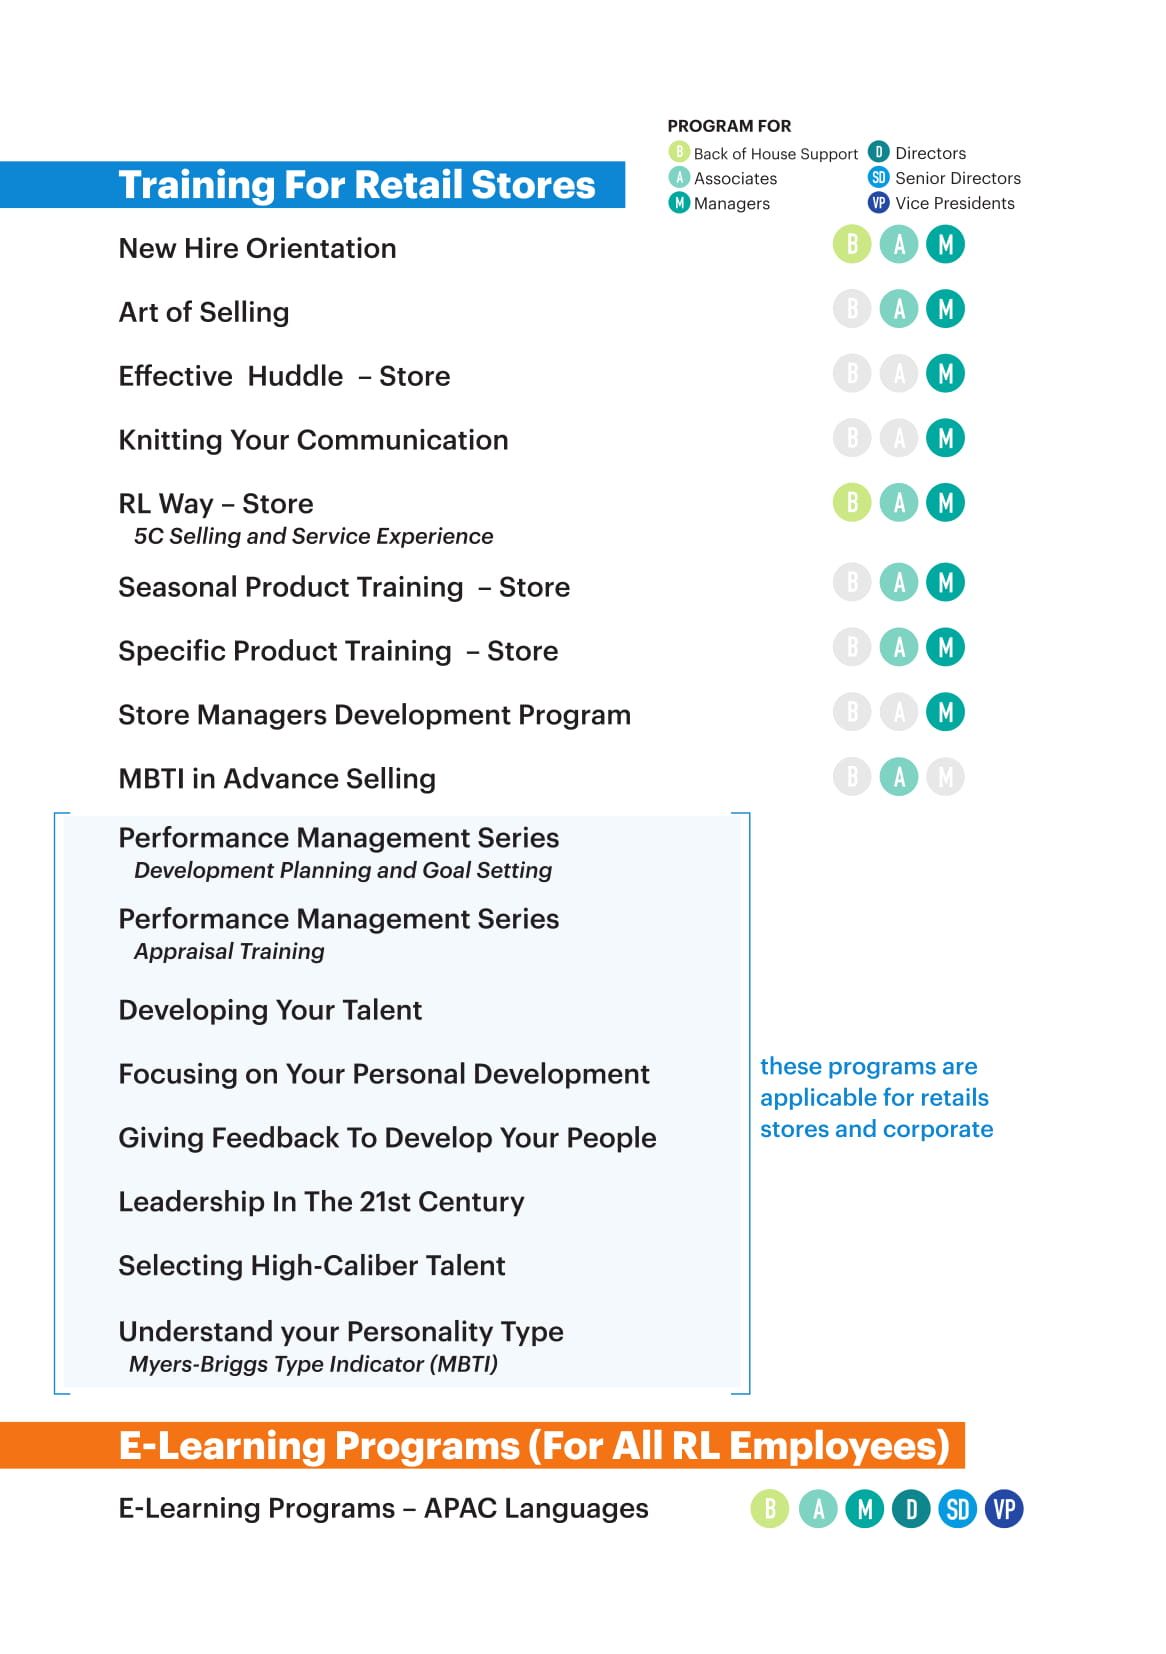 PROGRAM FOR
B Back of House Support D Directors
A Associates SD Senior Directors
M Managers VP Vice Presidents
Training For Retail Stores
New Hire Orientation B A M
Art of Selling B A M
Effective Huddle – Store B A M
Knitting Your Communication B A M
RL Way – Store B A M
5C Selling and Service Experience
Seasonal Product Training – Store B A M
Specific Product Training – Store B A M
Store Managers Development Program B A M
MBTI in Advance Selling B A M
Performance Management Series
Development Planning and Goal Setting
Performance Management Series
Appraisal Training
Developing Your Talent
Focusing on Your Personal Development
Giving Feedback To Develop Your People
Leadership In The 21st Century
Selecting High-Caliber Talent
Understand your Personality Type
Myers-Briggs Type Indicator (MBTI)
these programs are
applicable for retails
stores and corporate
E-Learning Programs (For All RL Employees)
E-Learning Programs – APAC Languages B A M D SD VP